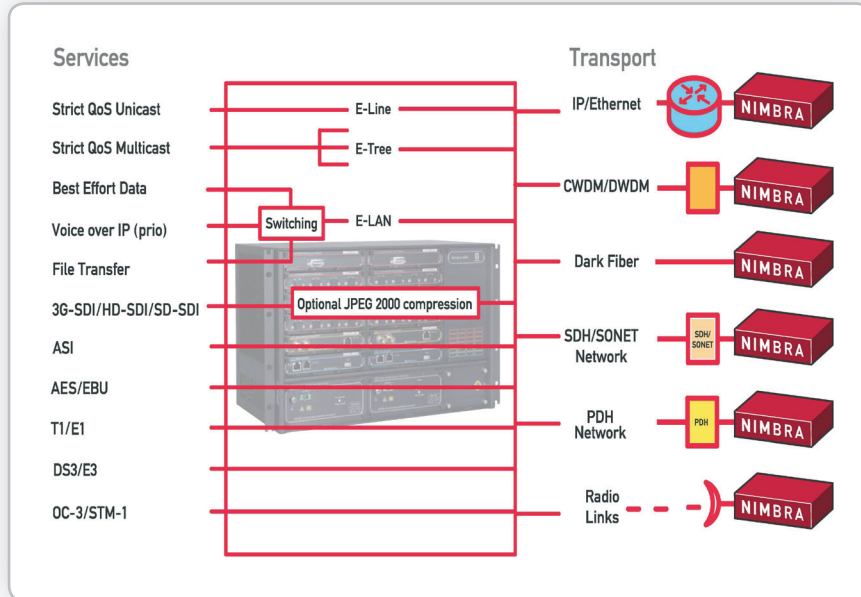 Services
Transport
Strict QoS Unicast
E-Line
IP/Ethernet
NIMBRA
Strict QoS Multicast
E-Tree
Best Effort Data
CWDM/DWDM
NIMBRA
Voice over IP (prio)
Switching
E-LAN
File Transfer
Dark Fiber
NIMBRA
3G-SDI/HD-SDI/SD-SDI
Optional JPEG 2000 compression
ASI
SDH/SONET
Network
SDH/
SONET
NIMBRA
AES/EBU
T1/E1
PDH
Network
PDH
NIMBRA
DS3/E3
OC-3/STM-1
Radio
Links
NIMBRA